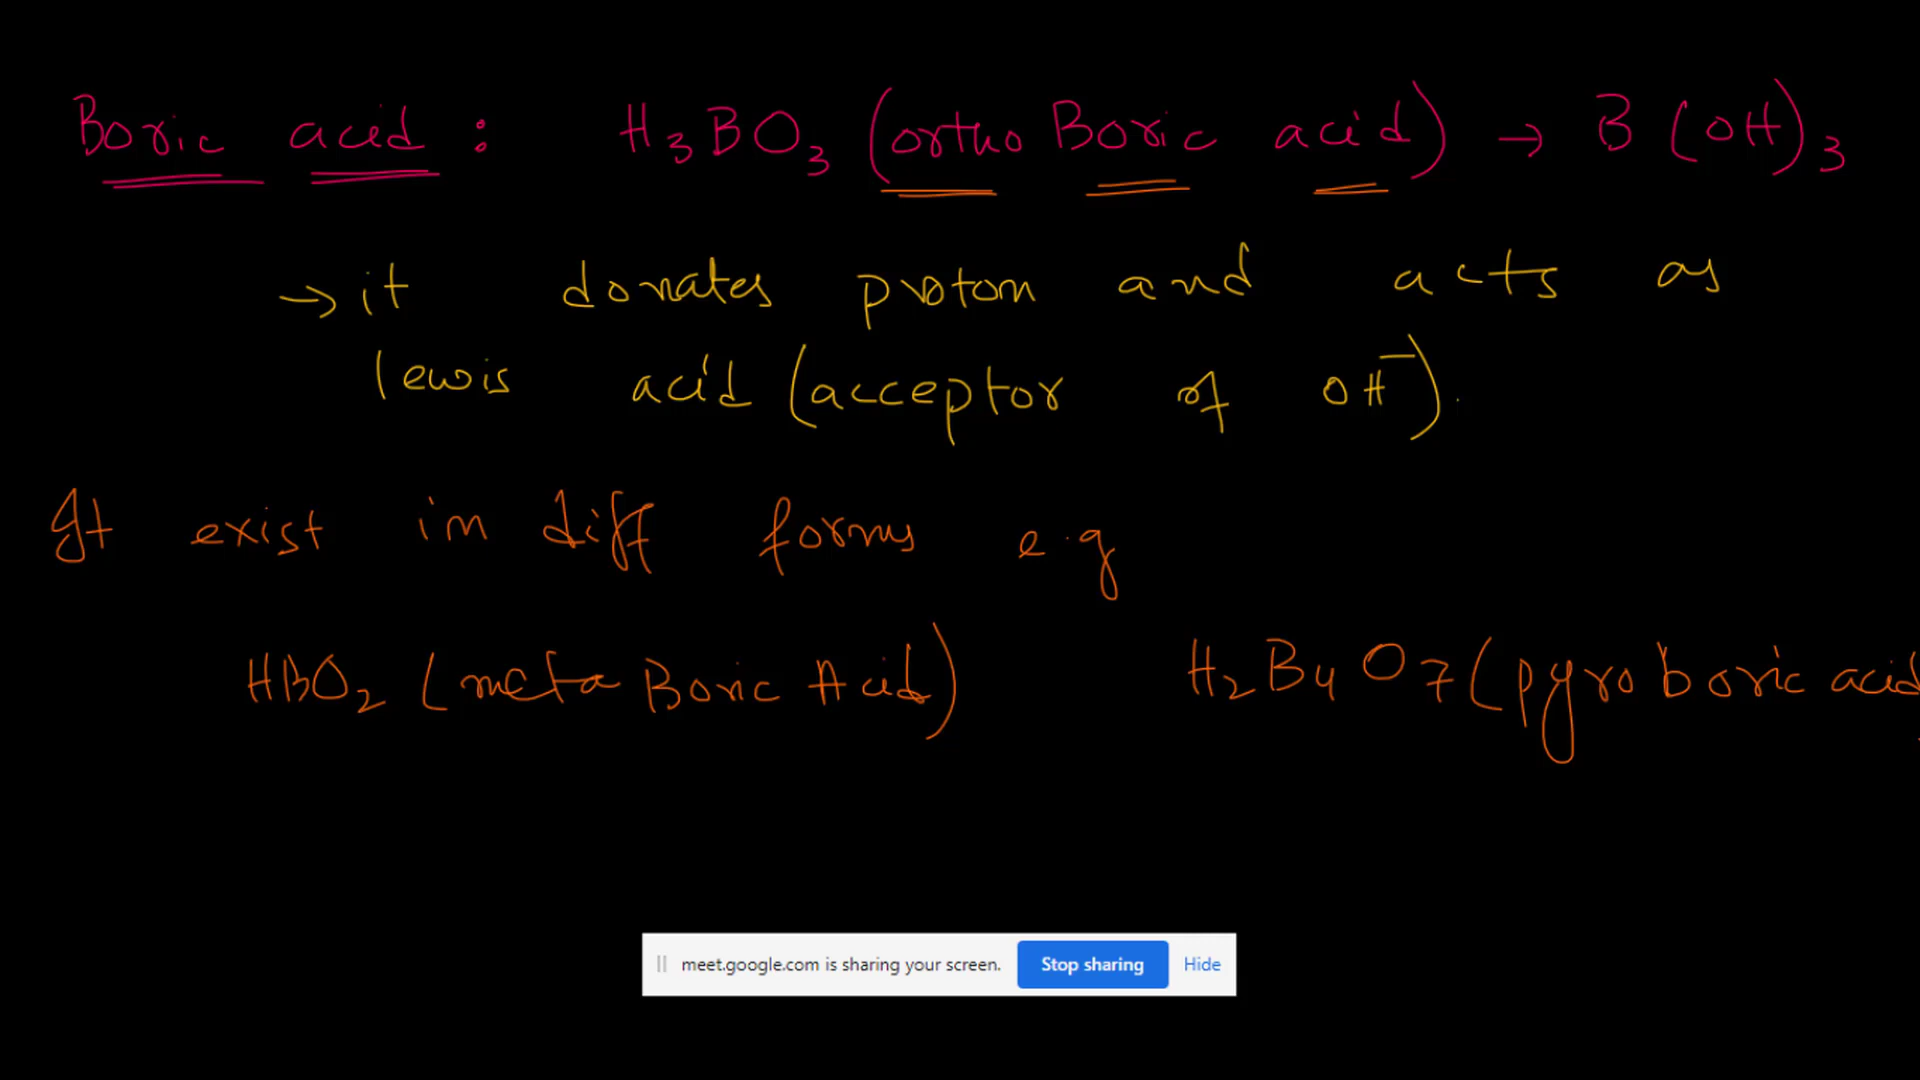 Boric acid : H₃BO₃ (ortho Boric acid) → B(OH)₃
→ it donates proton and acts as
lewis acid (acceptor of OH⁻).
It exist in diff forms e.g
HBO₂ (meta Boric Acid) H₂B₄O₇ (pyroboric acid
meet.google.com is sharing your screen. Stop sharing Hide